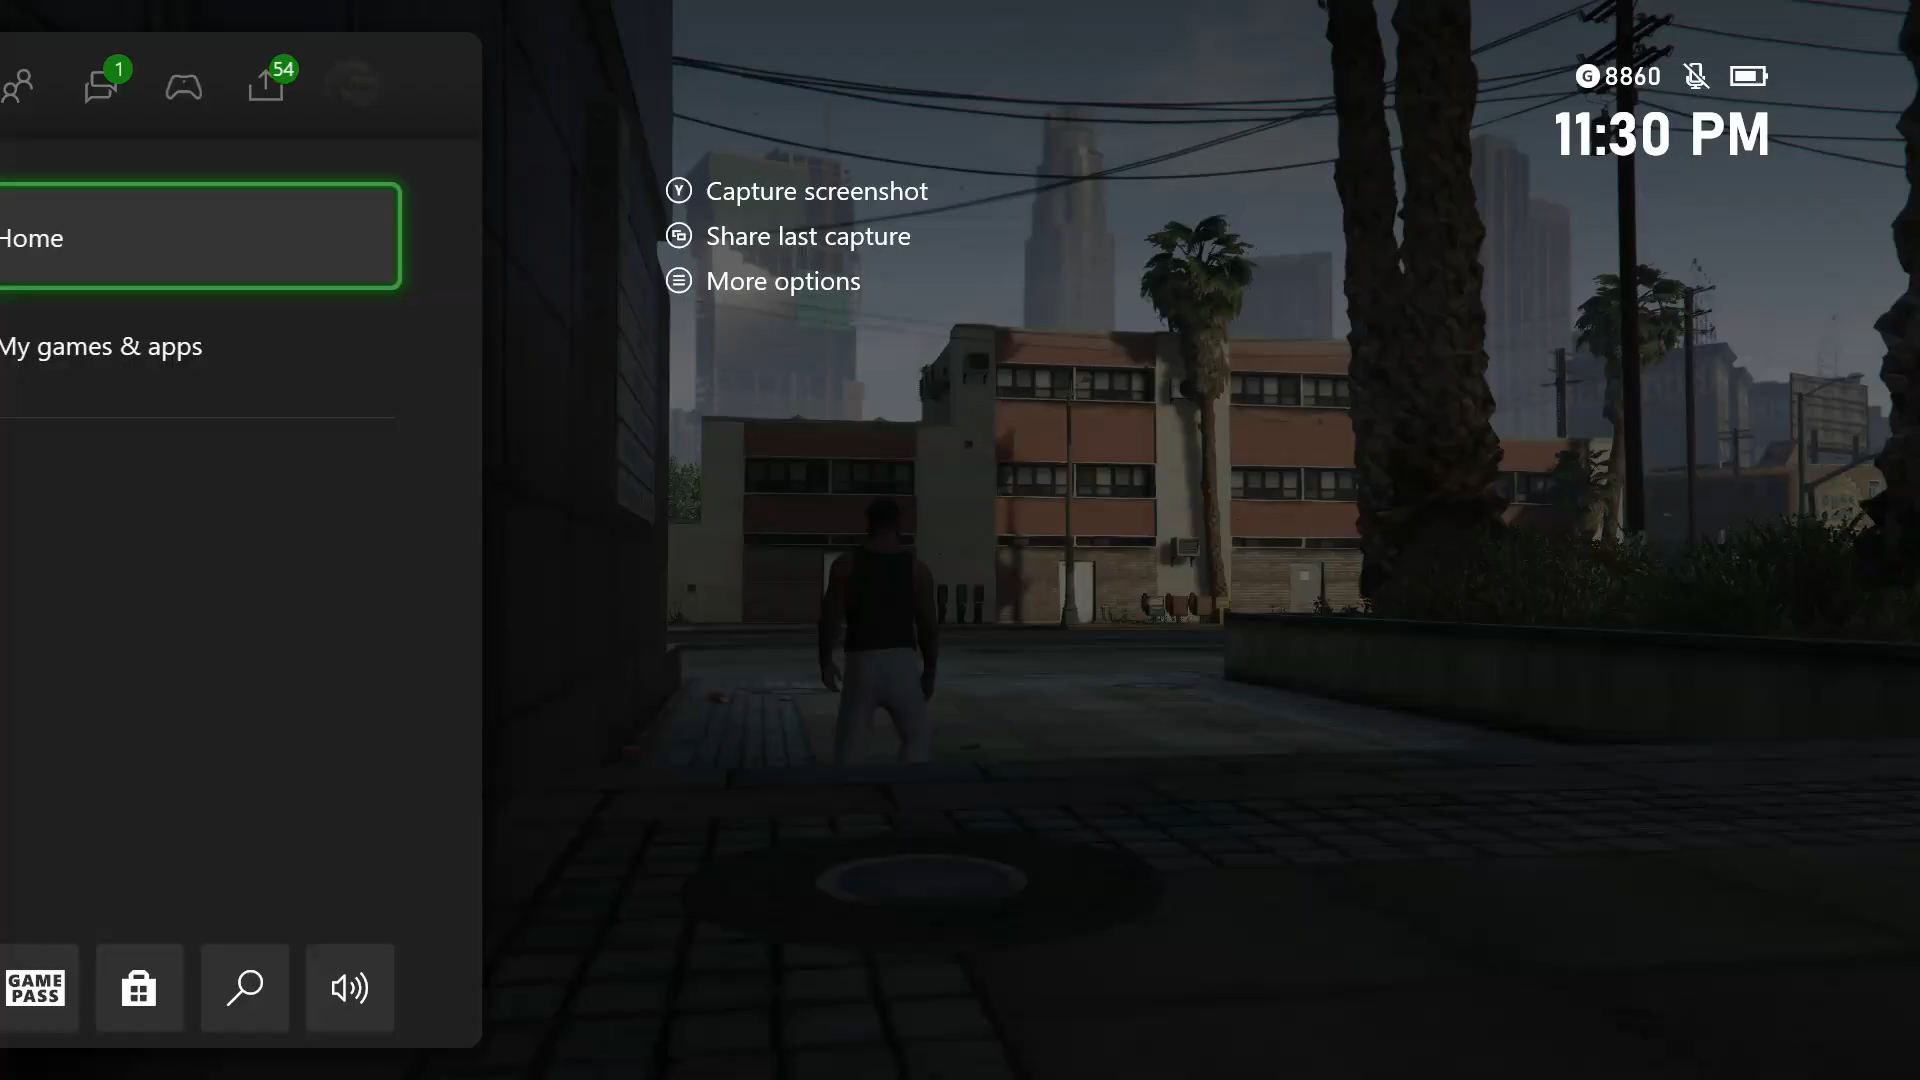 1
54
G 8860
11:30 PM
Y Capture screenshot
Share last capture
More options
Home
My games & apps
GAME
PASS